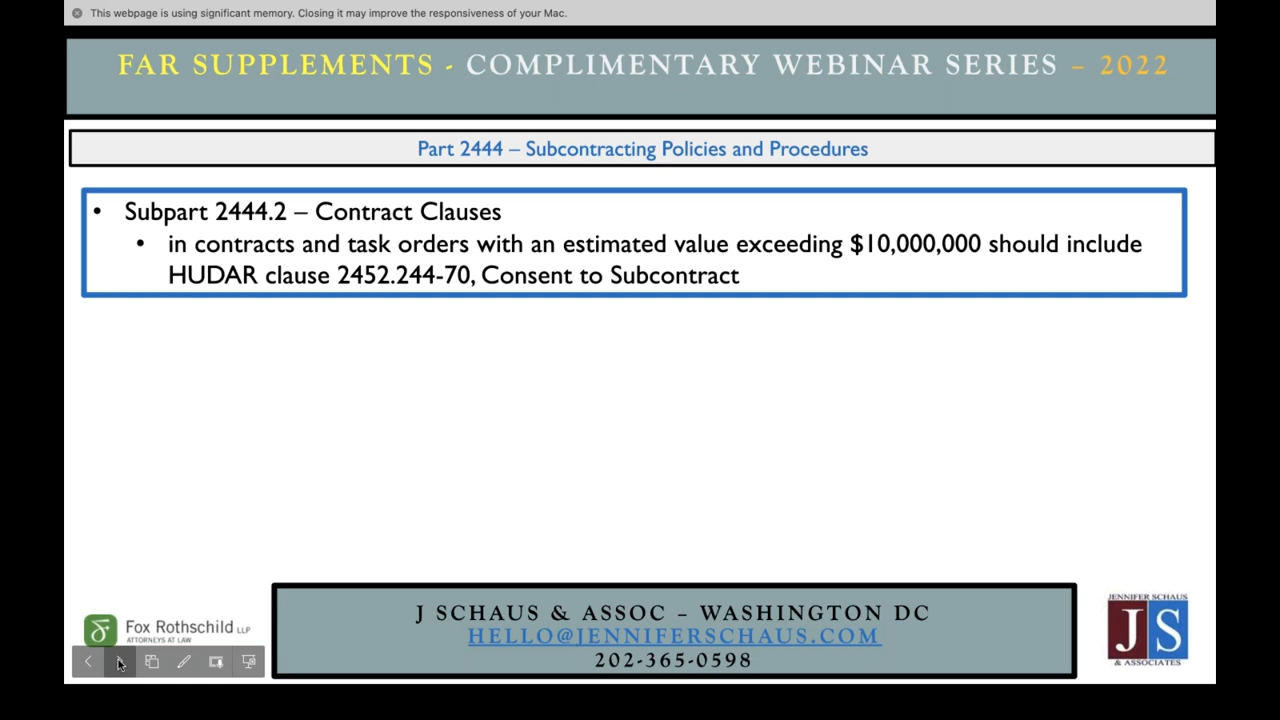 This webpage is using significant memory. Closing it may improve the responsiveness of your Mac.
FAR SUPPLEMENTS - COMPLIMENTARY WEBINAR SERIES – 2022
Part 2444 – Subcontracting Policies and Procedures
• Subpart 2444.2 – Contract Clauses
• in contracts and task orders with an estimated value exceeding $10,000,000 should include
HUDAR clause 2452.244-70, Consent to Subcontract
Fox Rothschild LLP
ATTORNEYS AT LAW
J SCHAUS & ASSOC – WASHINGTON DC
HELLO@JENNIFERSCHAUS.COM
202-365-0598
JENNIFER SCHAUS
JS
& ASSOCIATES